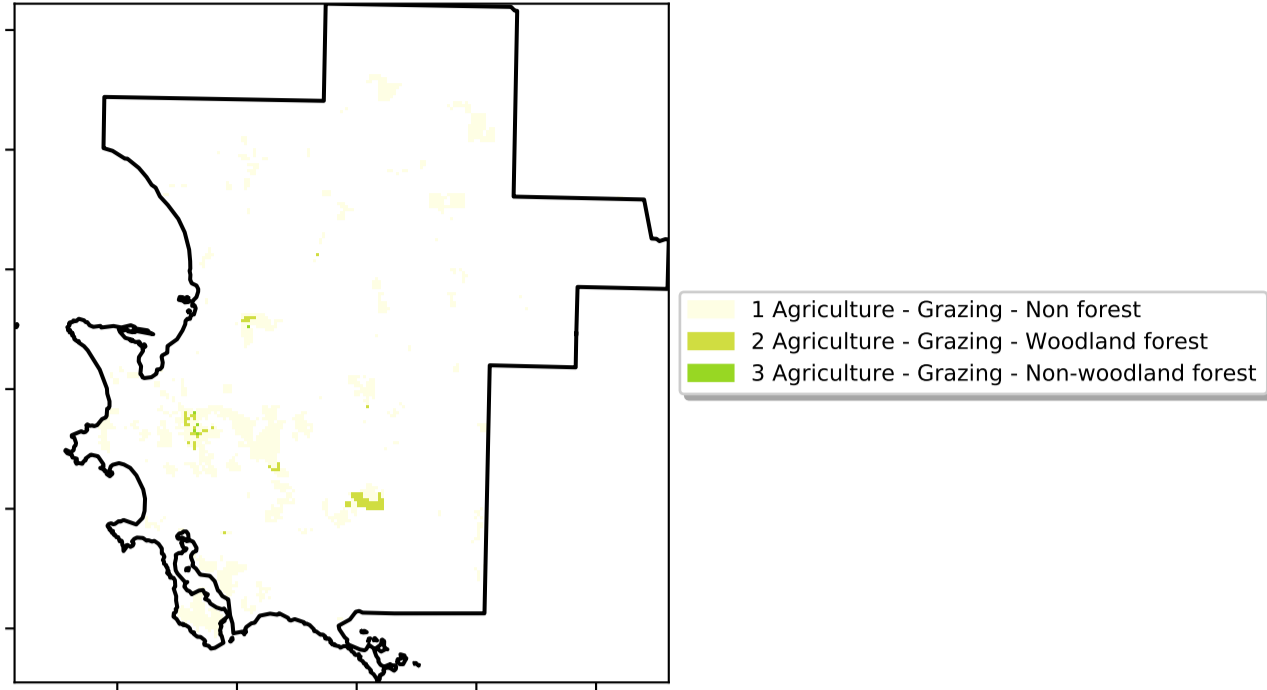 1 Agriculture - Grazing - Non forest
2 Agriculture - Grazing - Woodland forest
3 Agriculture - Grazing - Non-woodland forest